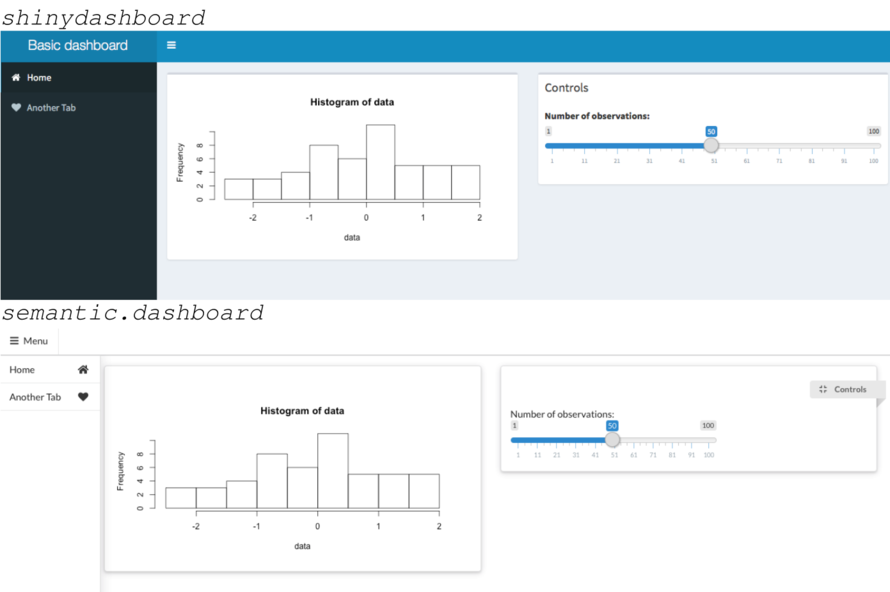 shinydashboard
Basic dashboard
Home
Another Tab
Histogram of data
Frequency
0 2 4 6 8
-2 -1 0 1 2
data
Controls
Number of observations:
1 50 100
1 11 21 31 41 51 61 71 81 91 100
semantic.dashboard
Menu
Home
Another Tab
Histogram of data
Frequency
0 2 4 6 8
-2 -1 0 1 2
data
Controls
Number of observations:
1 50 100
1 11 21 31 41 51 61 71 81 91 100